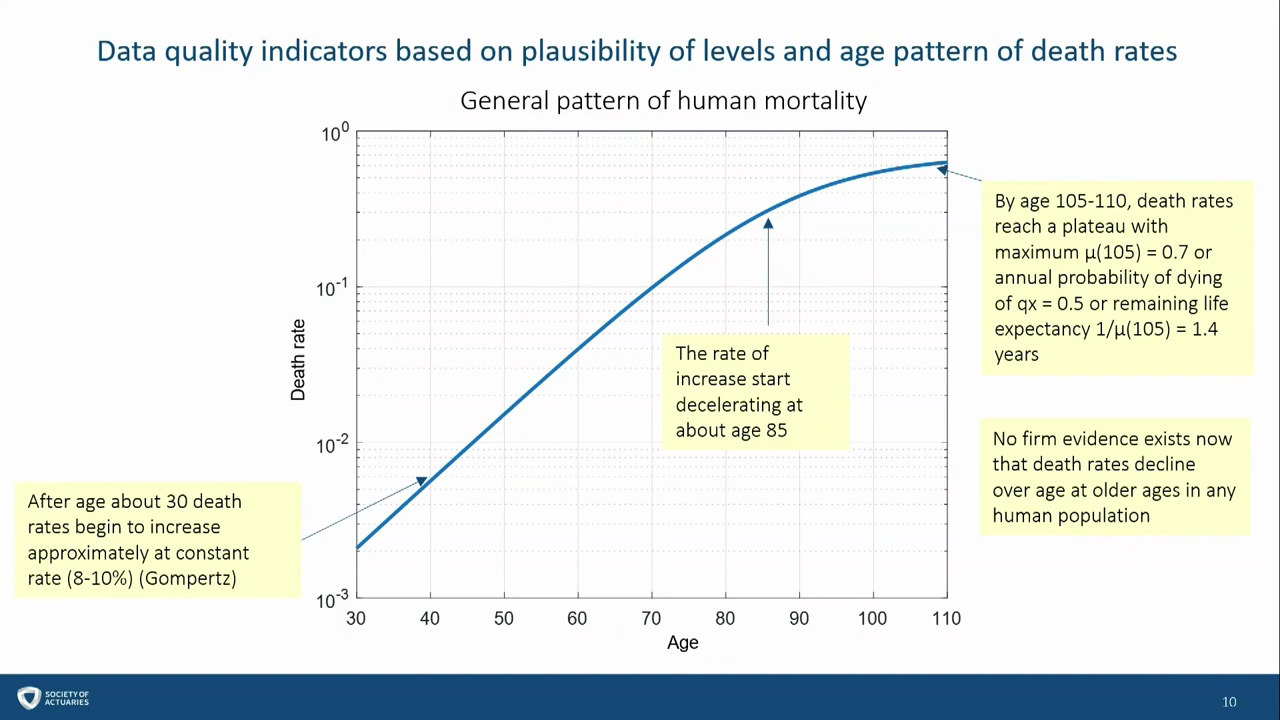 Data quality indicators based on plausibility of levels and age pattern of death rates
General pattern of human mortality
10^0
10^-1
10^-2
10^-3
Death rate
30 40 50 60 70 80 90 100 110
Age
After age about 30 death
rates begin to increase
approximately at constant
rate (8-10%) (Gompertz)
The rate of
increase start
decelerating at
about age 85
By age 105-110, death rates
reach a plateau with
maximum μ(105) = 0.7 or
annual probability of dying
of qx = 0.5 or remaining life
expectancy 1/μ(105) = 1.4
years
No firm evidence exists now
that death rates decline
over age at older ages in any
human population
SOCIETY OF
ACTUARIES
10